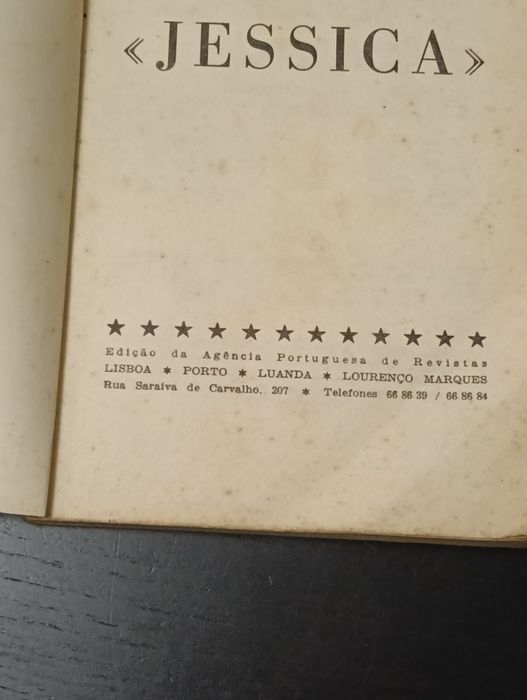 «JESSICA»
★ ★ ★ ★ ★ ★ ★ ★ ★ ★ ★ ★
Edição da Agência Portuguesa de Revistas
LISBOA ✱ PORTO ✱ LUANDA ✱ LOURENÇO MARQUES
Rua Saraiva de Carvalho, 207 ✱ Telefones 66 86 39 / 66 86 84